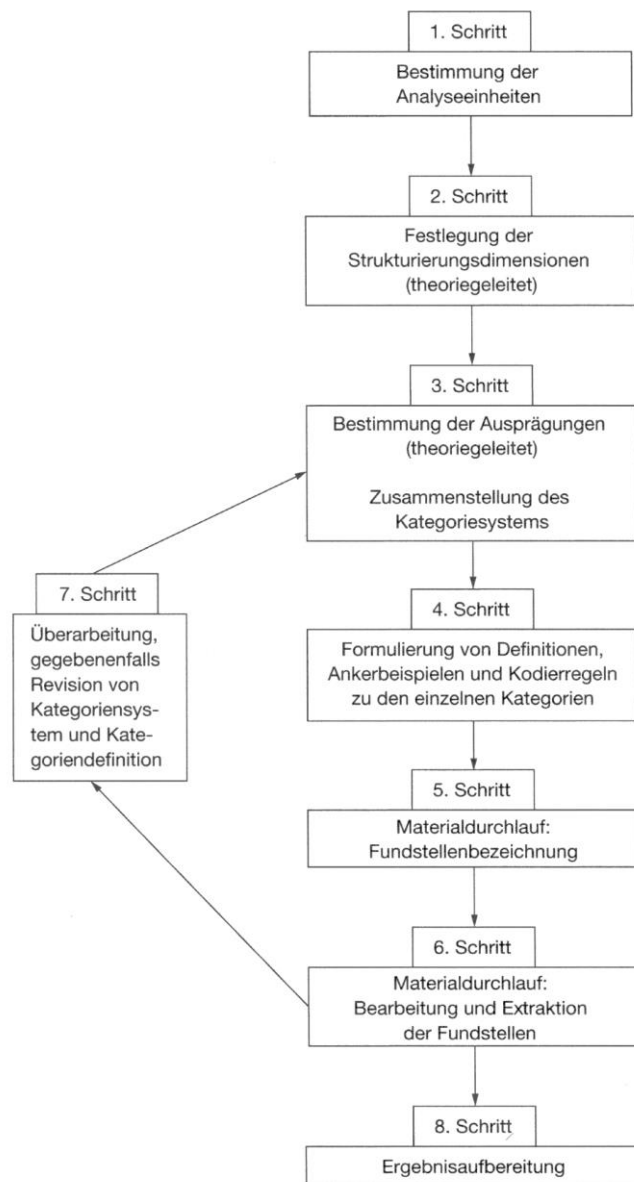 1. Schritt
Bestimmung der
Analyseeinheiten
2. Schritt
Festlegung der
Strukturierungsdimensionen
(theoriegeleitet)
3. Schritt
Bestimmung der Ausprägungen
(theoriegeleitet)
Zusammenstellung des
Kategoriesystems
4. Schritt
Formulierung von Definitionen,
Ankerbeispielen und Kodierregeln
zu den einzelnen Kategorien
5. Schritt
Materialdurchlauf:
Fundstellenbezeichnung
6. Schritt
Materialdurchlauf:
Bearbeitung und Extraktion
der Fundstellen
7. Schritt
Überarbeitung,
gegebenenfalls
Revision von
Kategoriensys-
tem und Kate-
goriendefinition
8. Schritt
Ergebnisaufbereitung